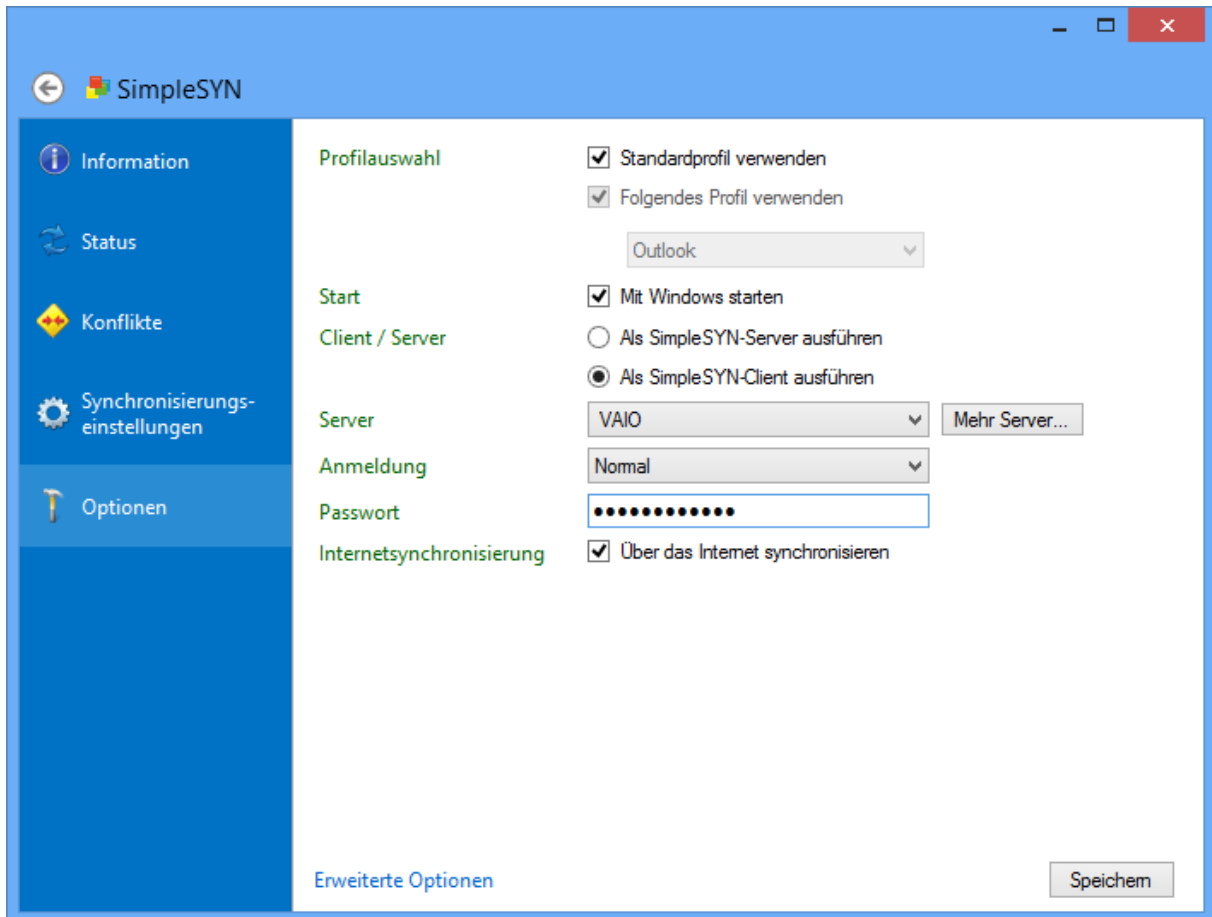 SimpleSYN
Information
Status
Konflikte
Synchronisierungs-
einstellungen
Optionen
Profilauswahl
Standardprofil verwenden
Folgendes Profil verwenden
Outlook
Start
Mit Windows starten
Client / Server
Als SimpleSYN-Server ausführen
Als SimpleSYN-Client ausführen
Server
VAIO
Mehr Server...
Anmeldung
Normal
Passwort
••••••••••••
Internetsynchronisierung
Über das Internet synchronisieren
Erweiterte Optionen
Speichern